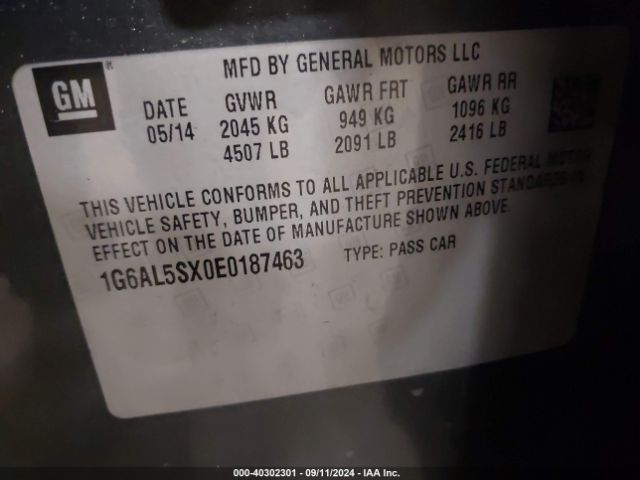 GM
MFD BY GENERAL MOTORS LLC
DATE GVWR GAWR FRT GAWR RR
05/14 2045 KG 949 KG 1096 KG
4507 LB 2091 LB 2416 LB
THIS VEHICLE CONFORMS TO ALL APPLICABLE U.S. FEDERAL MOTOR
VEHICLE SAFETY, BUMPER, AND THEFT PREVENTION STANDARDS IN
EFFECT ON THE DATE OF MANUFACTURE SHOWN ABOVE.
1G6AL5SX0E0187463 TYPE: PASS CAR
000-40302301 - 09/11/2024 - IAA Inc.